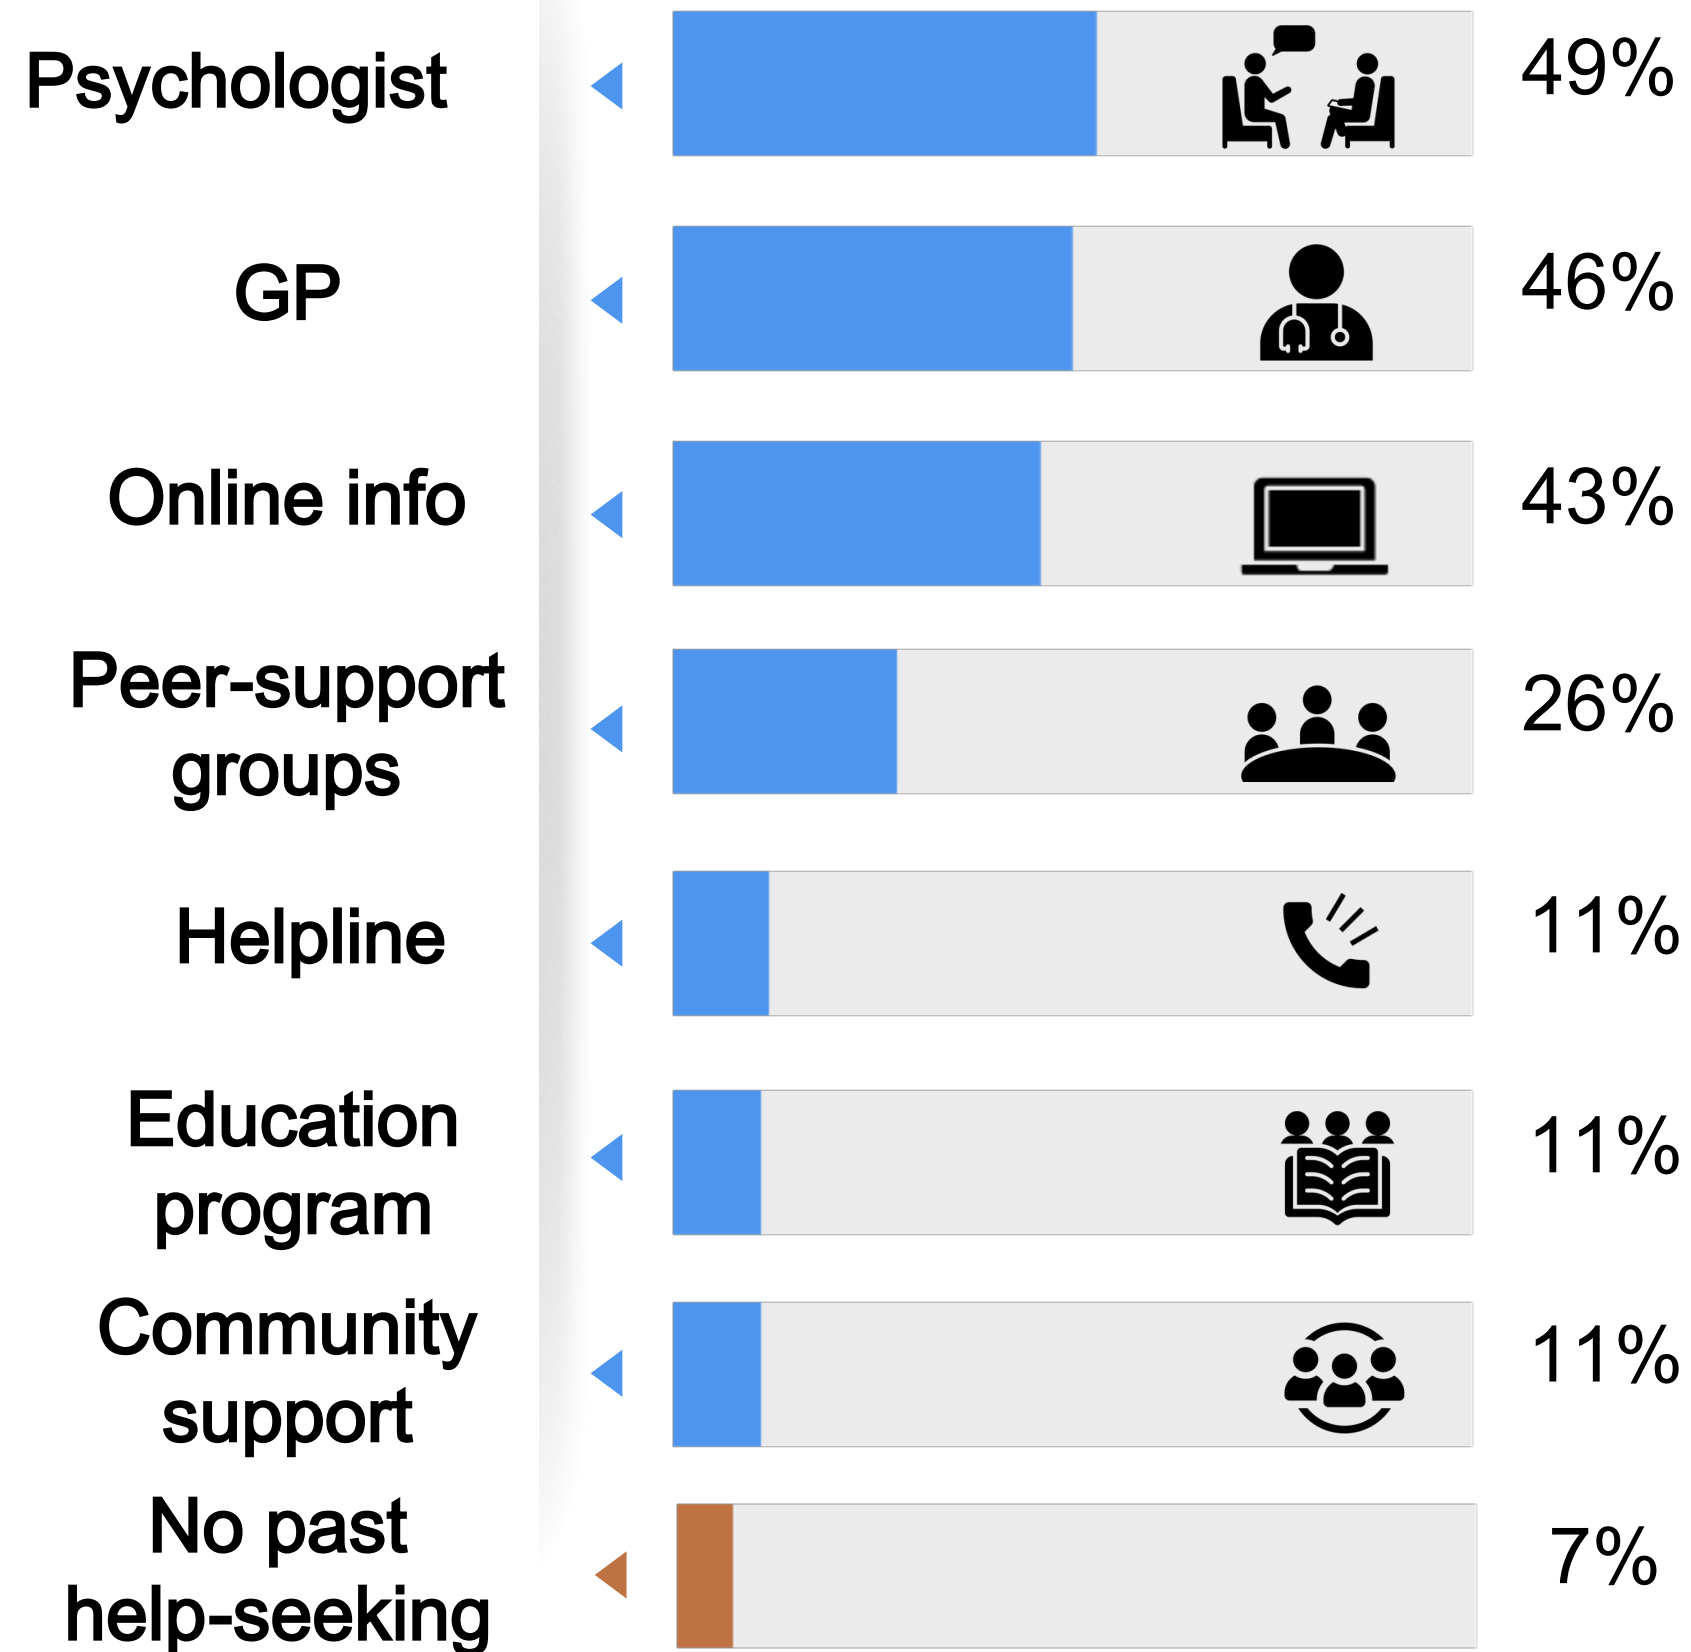 Psychologist
49%
GP
46%
Online info
43%
Peer-support
groups
26%
Helpline
11%
Education
program
11%
Community
support
11%
No past
help-seeking
7%